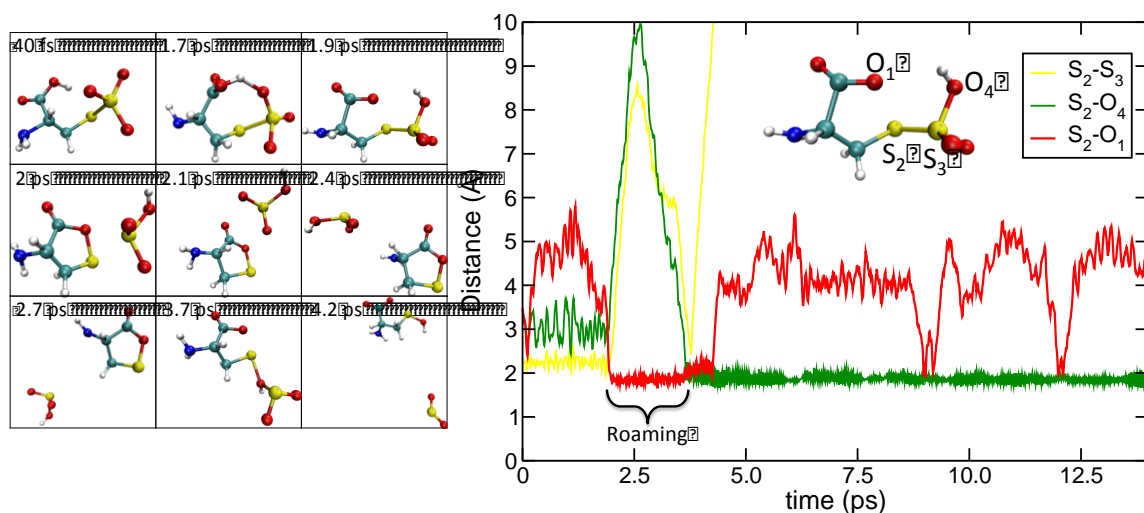 40 fs
1.7 ps
1.9 ps
2 ps
2.1 ps
2.4 ps
2.7 ps
3.7 ps
4.2 ps
10
9
8
7
6
5
4
3
2
1
0
Distance (Å)
0
2.5
5.0
7.5
10.0
12.5
time (ps)
Roaming
O₁
O₄
S₂
S₃
S₂-S₃
S₂-O₄
S₂-O₁